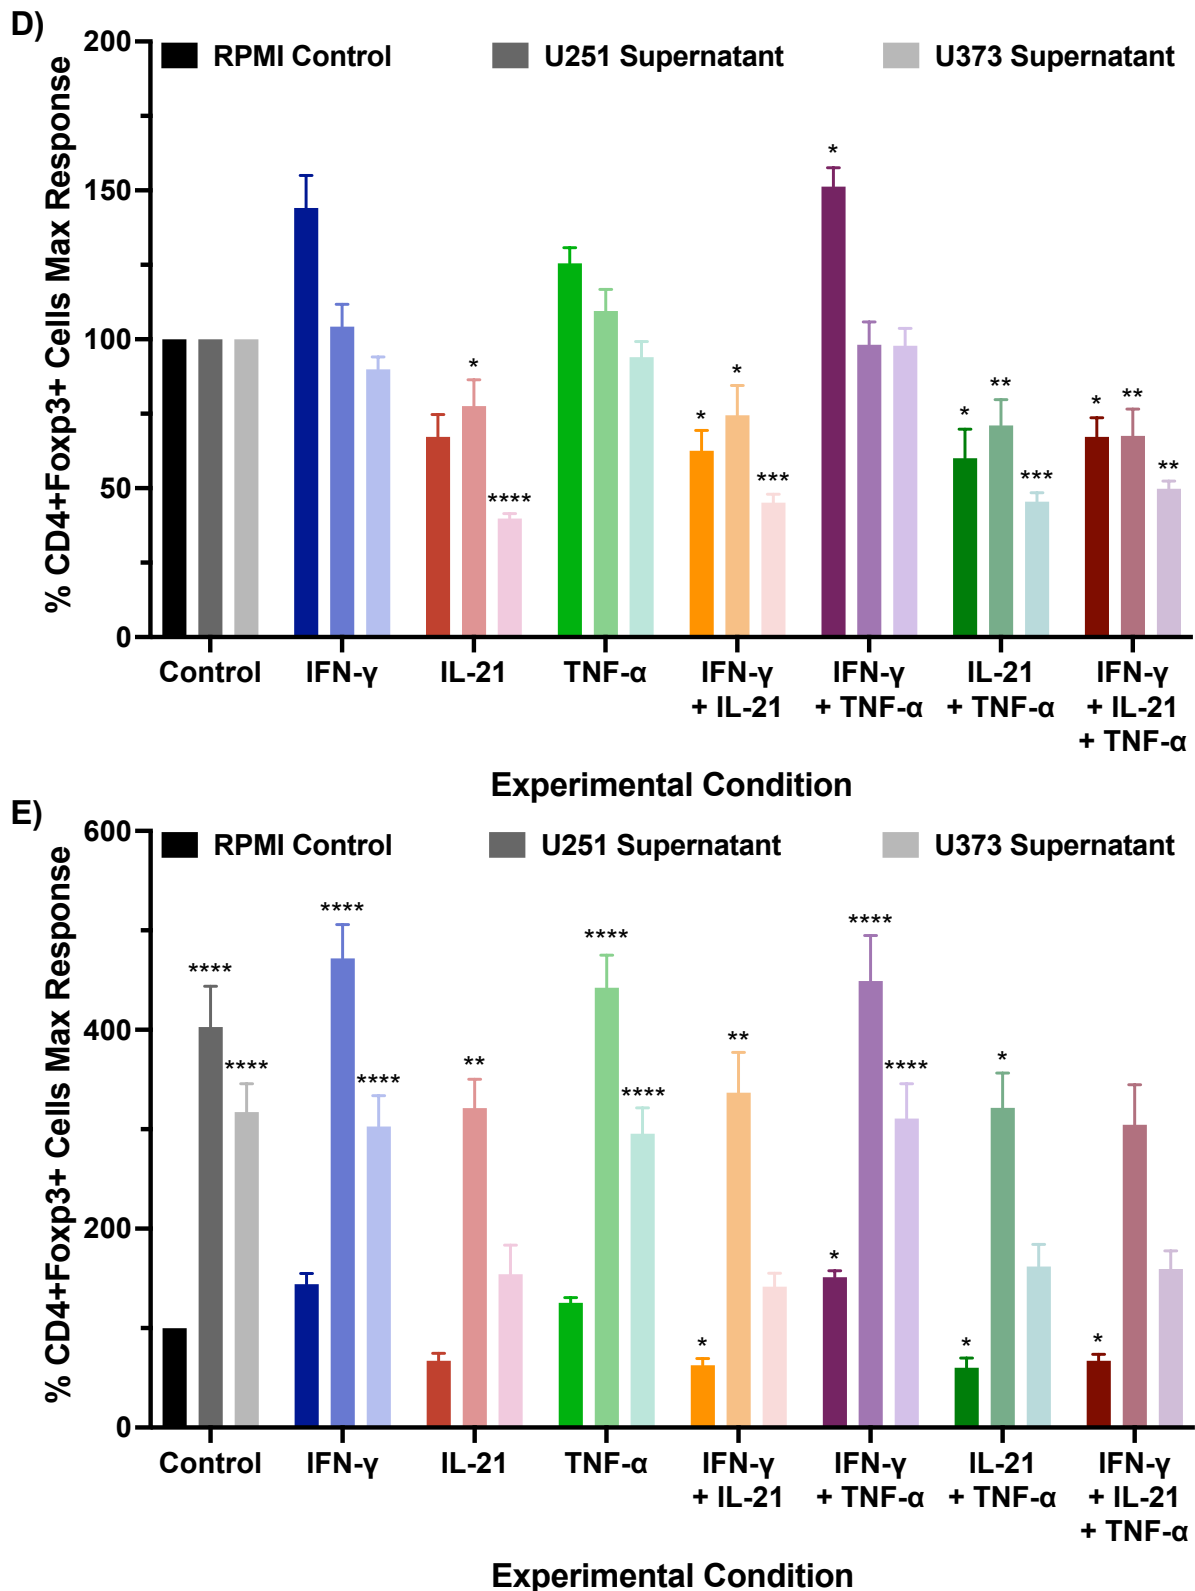 D)
% CD4+Foxp3+ Cells Max Response
200
150
100
50
0
RPMI Control
U251 Supernatant
U373 Supernatant
*
****
*
*
***
*
*
**
***
*
**
**
Control
IFN-γ
IL-21
TNF-α
IFN-γ
+ IL-21
IFN-γ
+ TNF-α
IL-21
+ TNF-α
IFN-γ
+ IL-21
+ TNF-α
Experimental Condition
E)
% CD4+Foxp3+ Cells Max Response
600
400
200
0
RPMI Control
U251 Supernatant
U373 Supernatant
****
****
****
****
**
****
****
*
**
*
****
****
*
*
*
Control
IFN-γ
IL-21
TNF-α
IFN-γ
+ IL-21
IFN-γ
+ TNF-α
IL-21
+ TNF-α
IFN-γ
+ IL-21
+ TNF-α
Experimental Condition